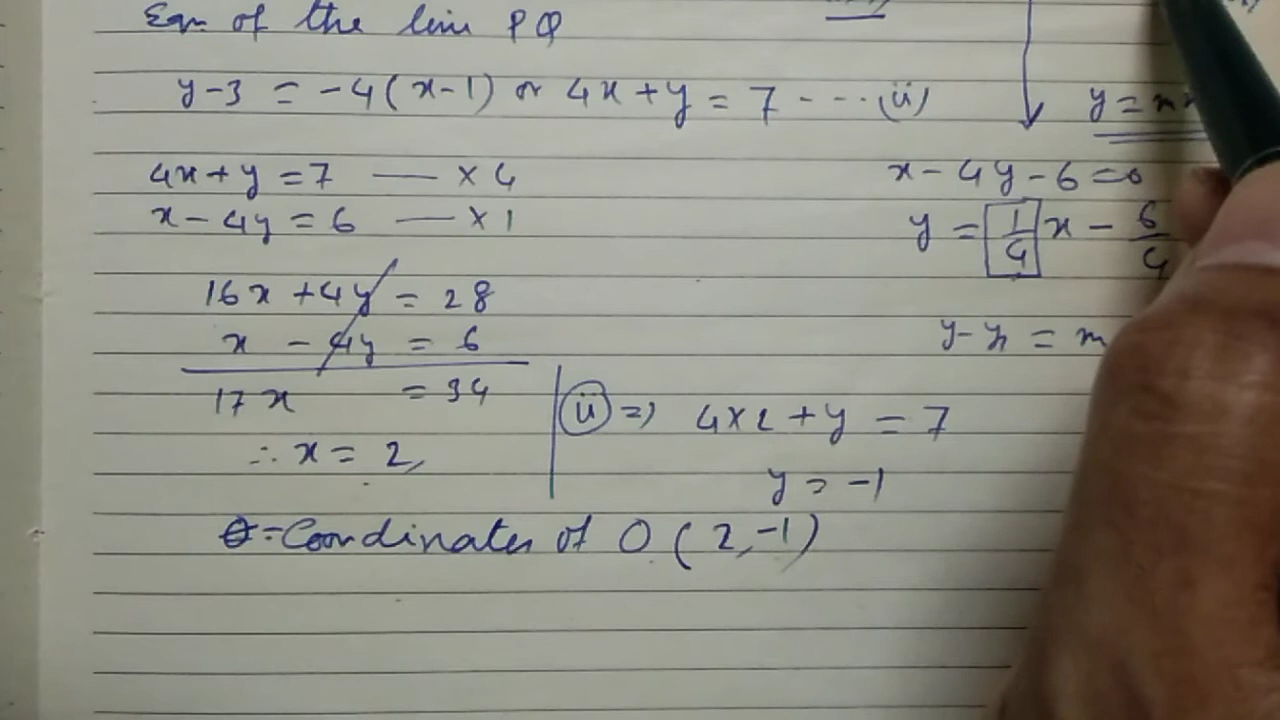 Eqn of the line PQ
y-3 = -4(x-1) or 4x+y = 7 - - - - (ii)
y = m
4x+y = 7 — × 4
x-4y-6=0
x-4y = 6 — × 1
y = 1/4 x - 6/4
16x + 4y = 28
x - 4y = 6
y-y₁ = m
17x = 34
(ii) => 4×2 + y = 7
∴ x = 2,
y = -1
Coordinates of O (2,-1)